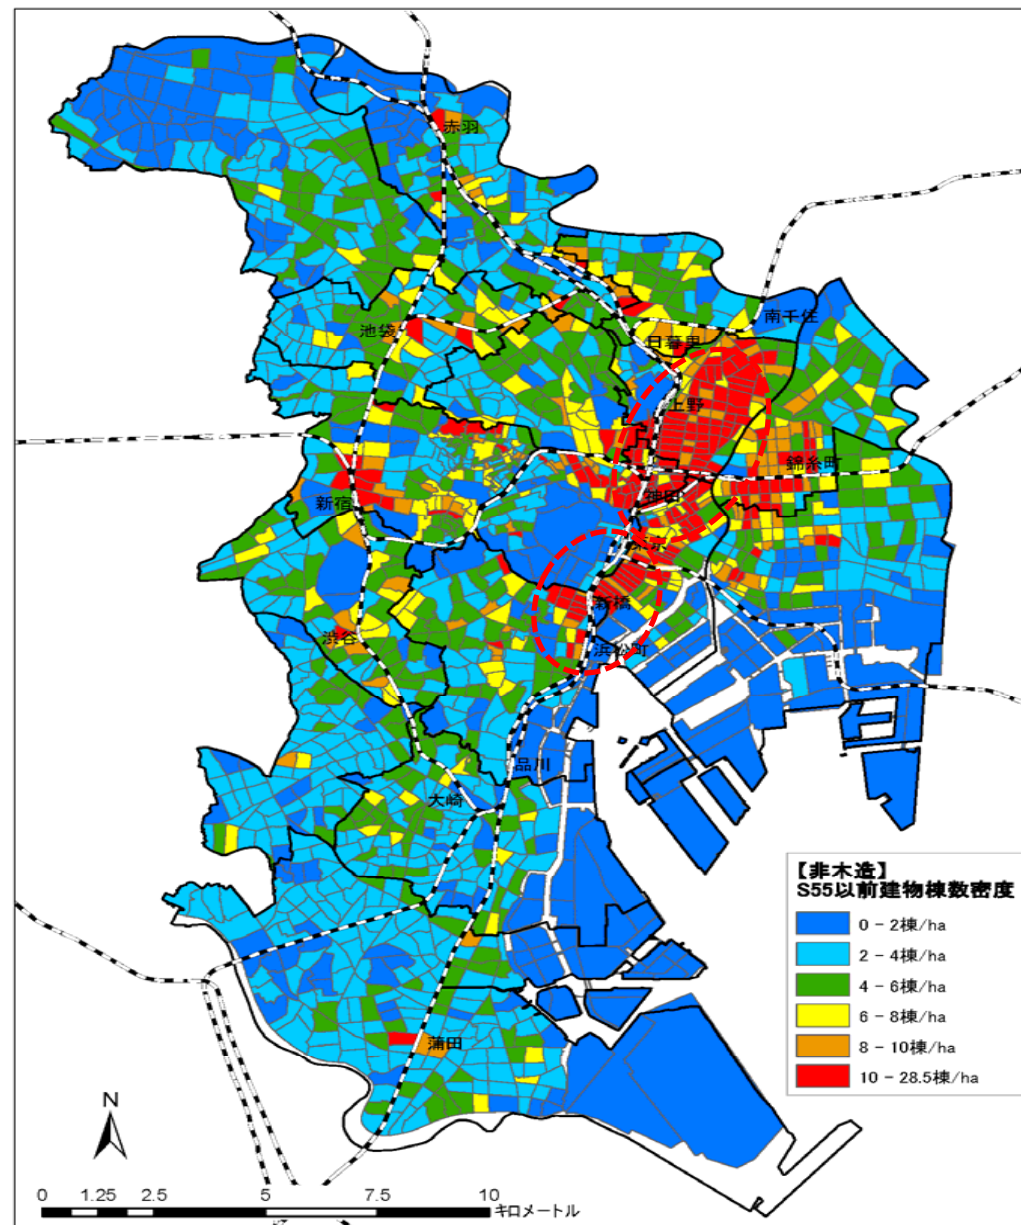 赤羽
南千住
池袋
日暮里
上野
錦糸町
新宿
神田
東京
新橋
渋谷
浜松町
品川
大崎
【非木造】
S55以前建物棟数密度
0 - 2棟/ha
2 - 4棟/ha
4 - 6棟/ha
6 - 8棟/ha
8 - 10棟/ha
10 - 28.5棟/ha
蒲田
N
0 1.25 2.5 5 7.5 10
キロメートル